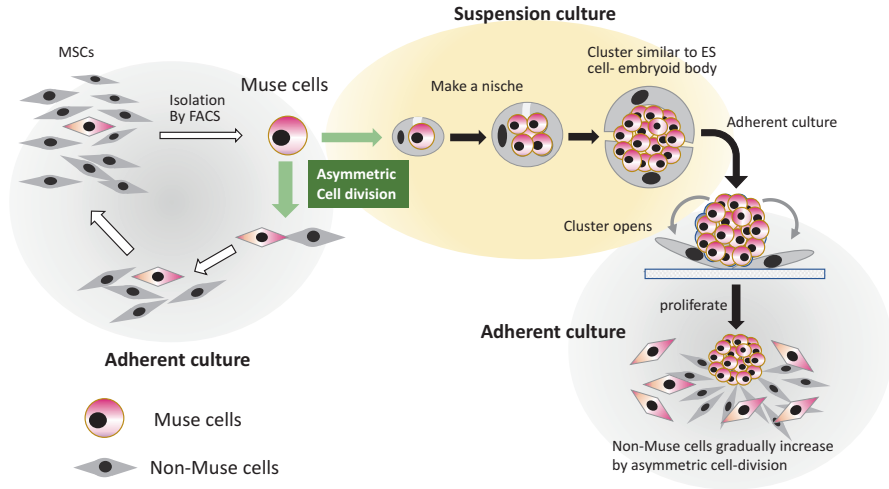 Suspension culture
MSCs
Isolation
By FACS
Muse cells
Make a nische
Cluster similar to ES
cell- embryoid body
Adherent culture
Asymmetric
Cell division
Cluster opens
proliferate
Adherent culture
Adherent culture
Muse cells
Non-Muse cells
Non-Muse cells gradually increase
by asymmetric cell-division